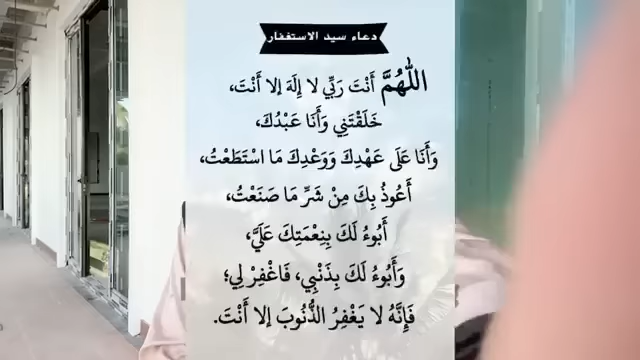 دعاء سيد الاستغفار
اللَّهُمَّ أَنْتَ رَبِّي لا إِلَهَ إلا أَنْتَ،
خَلَقْتَنِي وَأَنَا عَبْدُكَ،
وَأَنَا عَلَى عَهْدِكَ وَوَعْدِكَ مَا اسْتَطَعْتُ،
أَعُوذُ بِكَ مِنْ شَرِّ مَا صَنَعْتُ،
أَبُوءُ لَكَ بِنِعْمَتِكَ عَلَيَّ،
وَأَبُوءُ لَكَ بِذَنْبِي، فَاغْفِرْ لِي؛
فَإِنَّهُ لا يَغْفِرُ الذُّنُوبَ إلا أَنْتَ.